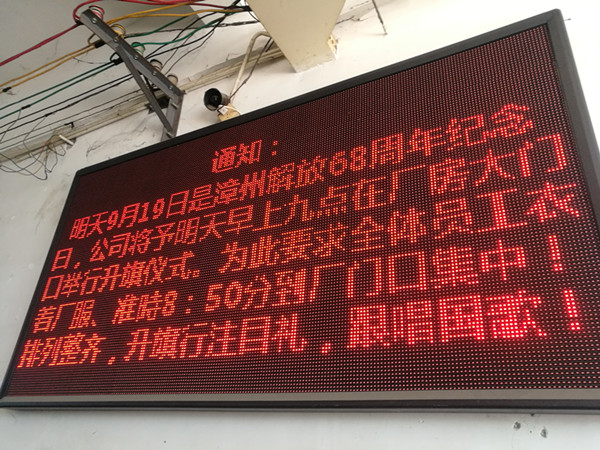 通知：
明天9月19日是漳州解放68周年纪念
日，公司将予明天早上九点在厂房大门
口举行升旗仪式。为此要求全体员工衣
着厂服、准時8：50分到厂门口集中！
排列整齐，升旗行注目礼，跟唱国歌！